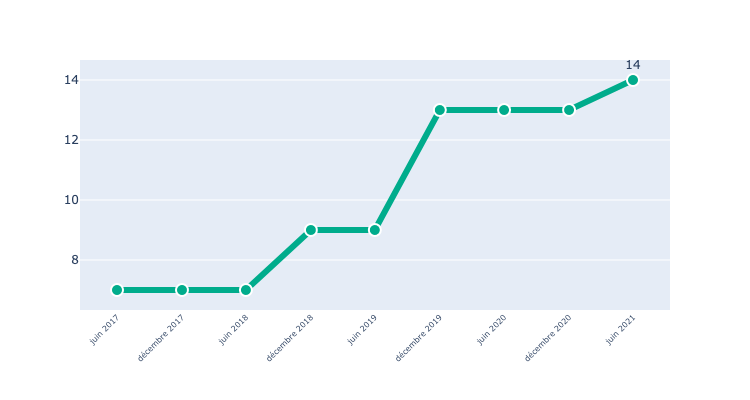 14
14
12
10
8
juin 2017
décembre 2017
juin 2018
décembre 2018
juin 2019
décembre 2019
juin 2020
décembre 2020
juin 2021